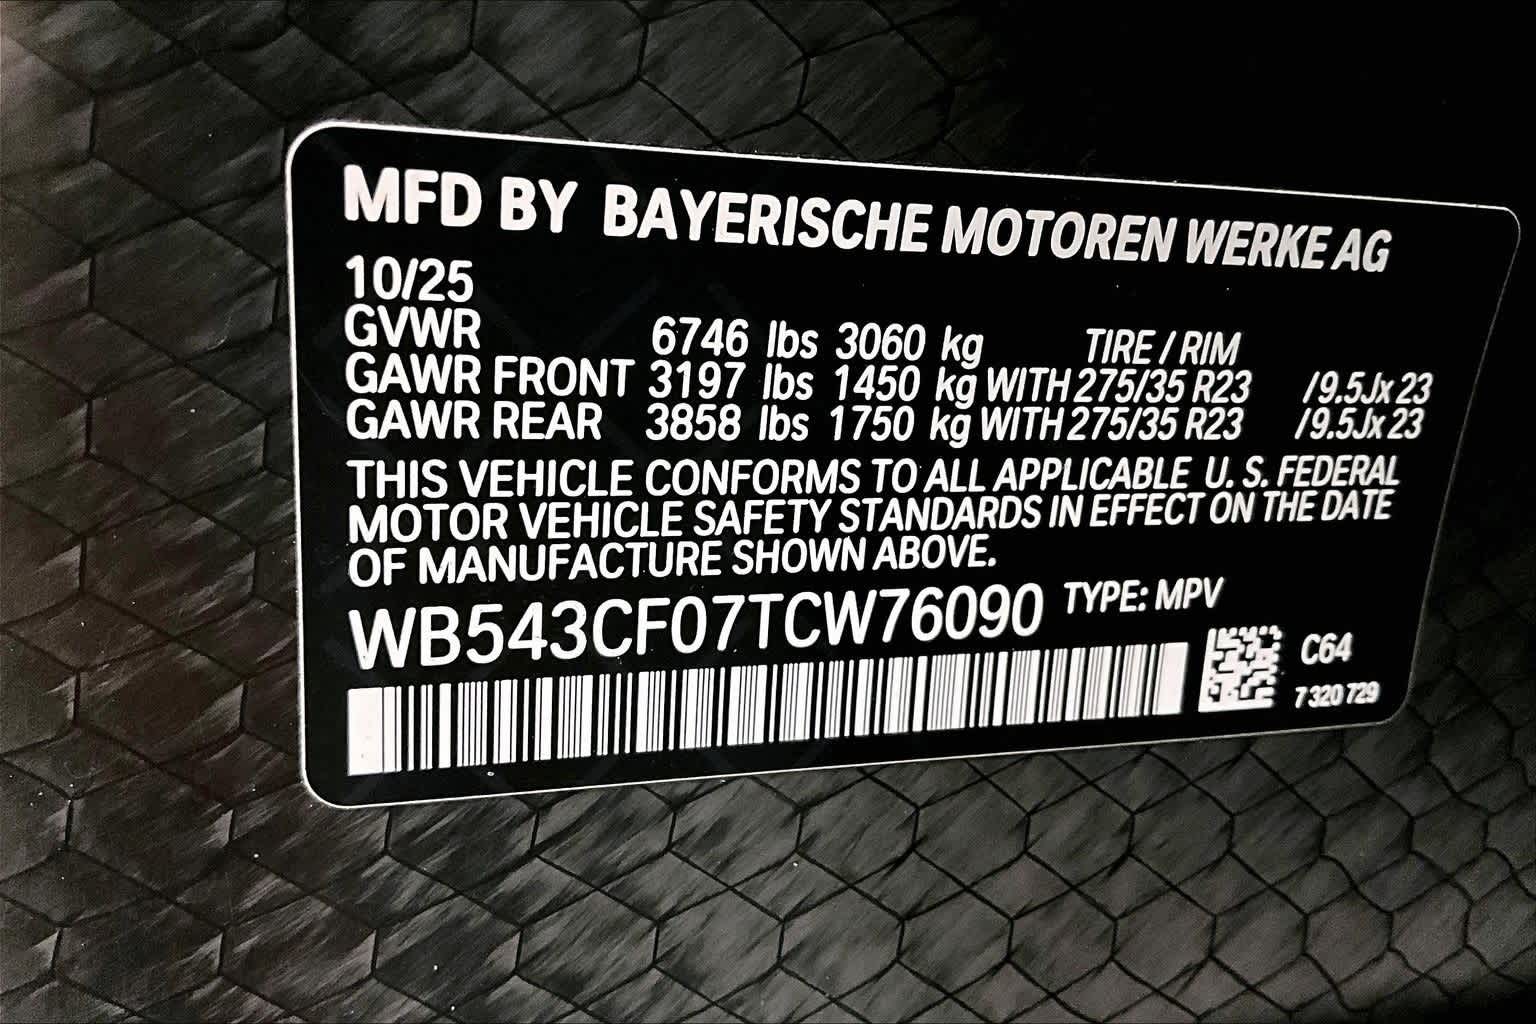 MFD BY BAYERISCHE MOTOREN WERKE AG
10/25
GVWR 6746 lbs 3060 kg TIRE / RIM
GAWR FRONT 3197 lbs 1450 kg WITH 275/35 R23 /9.5Jx 23
GAWR REAR 3858 lbs 1750 kg WITH 275/35 R23 /9.5Jx 23
THIS VEHICLE CONFORMS TO ALL APPLICABLE U. S. FEDERAL
MOTOR VEHICLE SAFETY STANDARDS IN EFFECT ON THE DATE
OF MANUFACTURE SHOWN ABOVE.
WB543CF07TCW76090 TYPE: MPV
C64
7 320 729